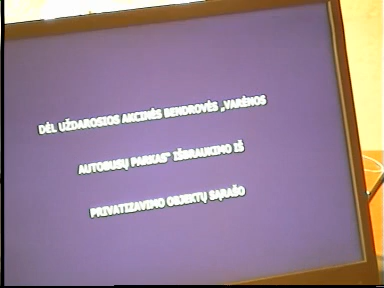 DĖL UŽDAROSIOS AKCINĖS BENDROVĖS „VARĖNOS
AUTOBUSŲ PARKAS" IŠBRAUKIMO IŠ
PRIVATIZAVIMO OBJEKTŲ SĄRAŠO